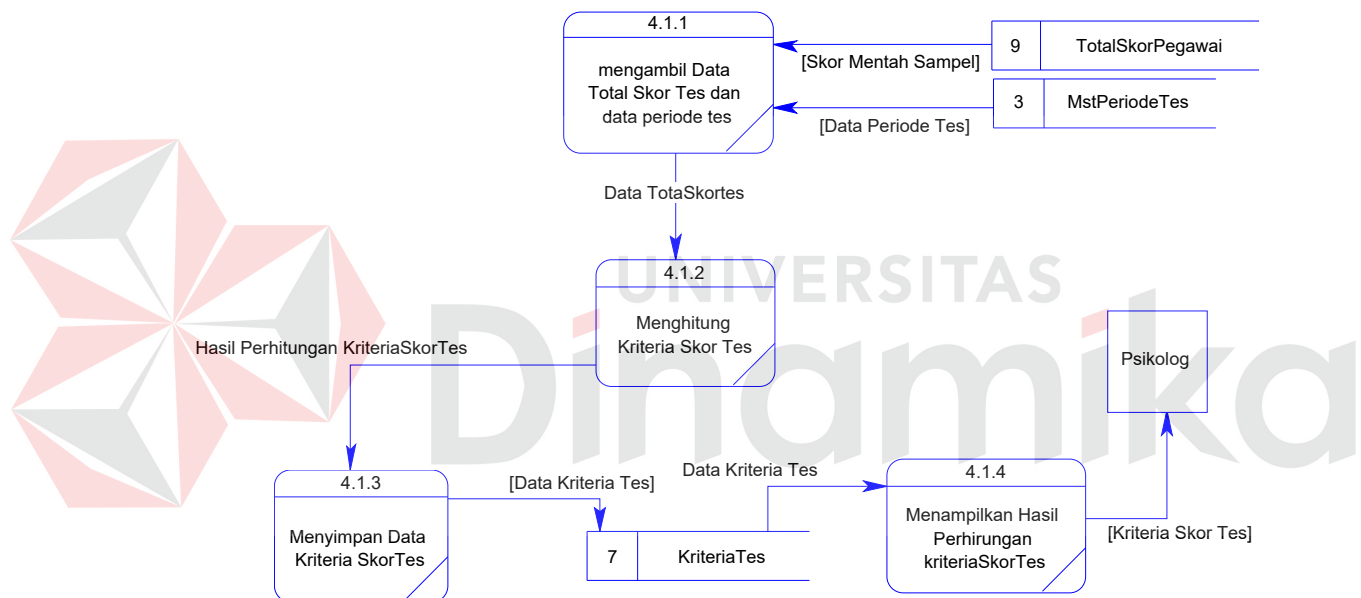 4.1.1
mengambil Data
Total Skor Tes dan
data periode tes
[Skor Mentah Sampel]
9 TotalSkorPegawai
[Data Periode Tes]
3 MstPeriodeTes
Data TotaSkortes
UNIVERSITAS
Dinamika
4.1.2
Menghitung
Kriteria Skor Tes
Hasil Perhitungan KriteriaSkorTes
Psikolog
4.1.3
Menyimpan Data
Kriteria SkorTes
[Data Kriteria Tes]
7 KriteriaTes
Data Kriteria Tes
4.1.4
Menampilkan Hasil
Perhirungan
kriteriaSkorTes
[Kriteria Skor Tes]